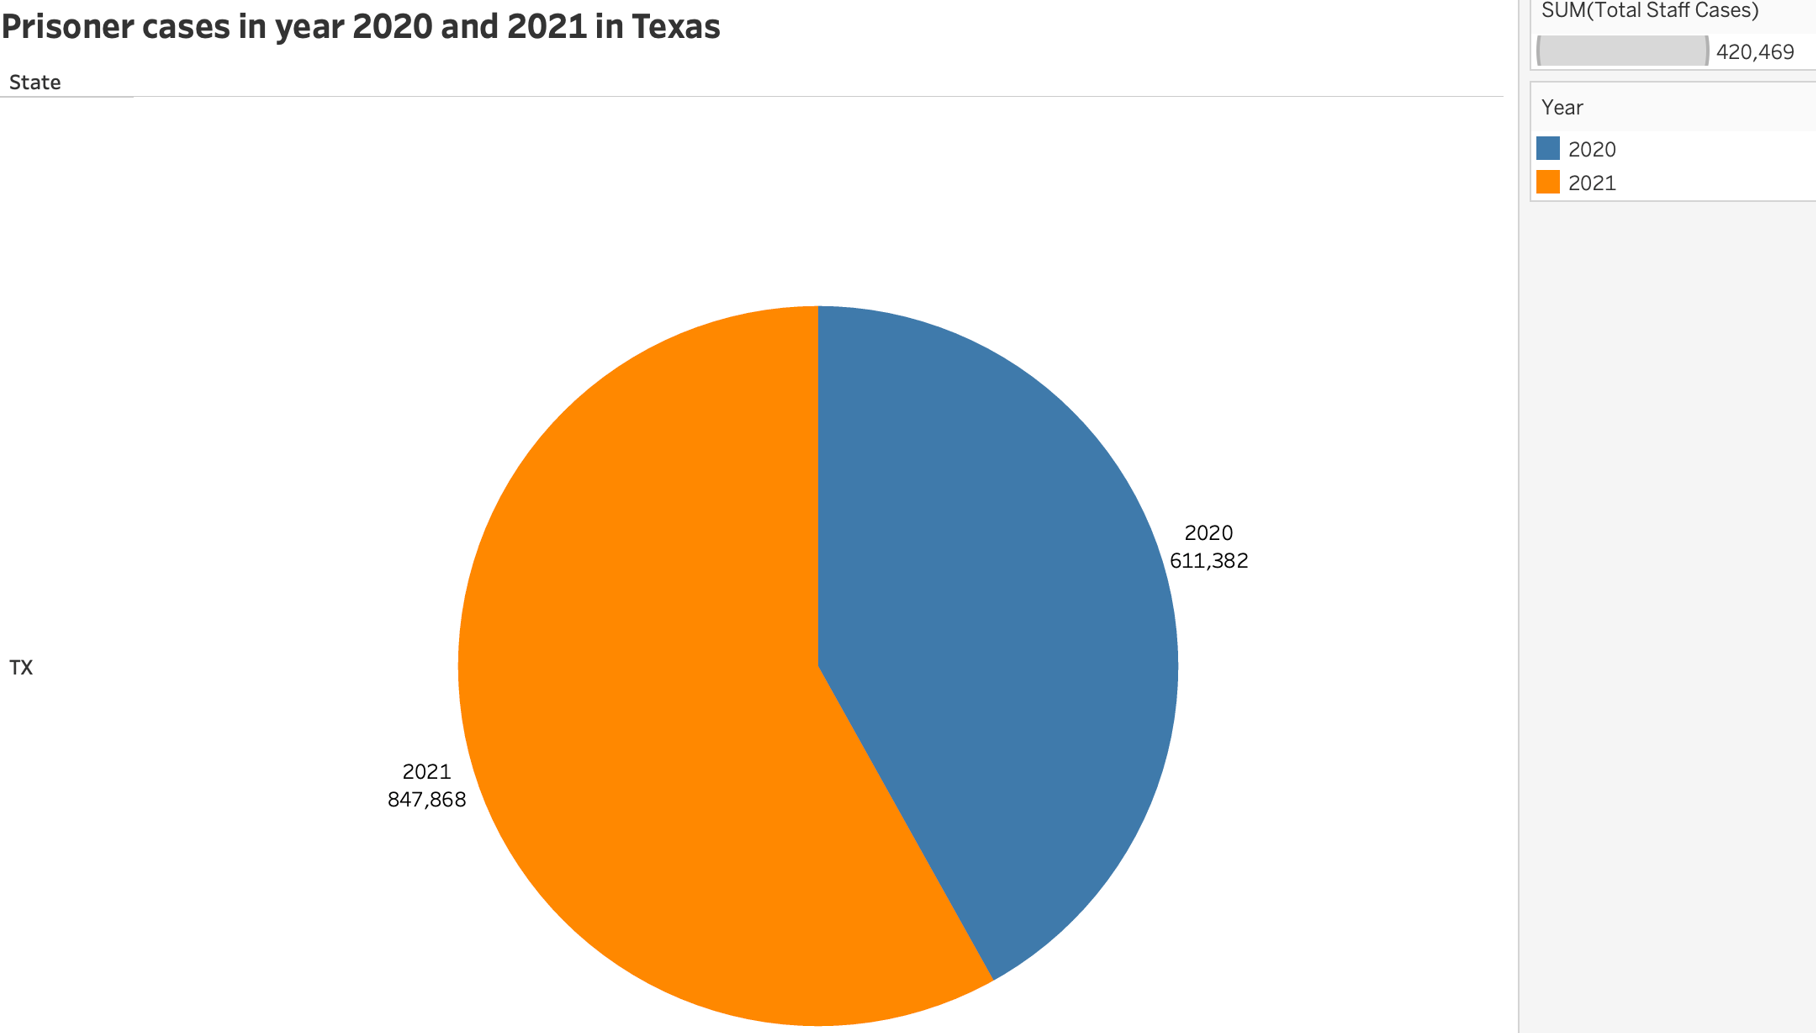 Prisoner cases in year 2020 and 2021 in Texas
State
TX
2020
611,382
2021
847,868
SUM(Total Staff Cases)
420,469
Year
2020
2021